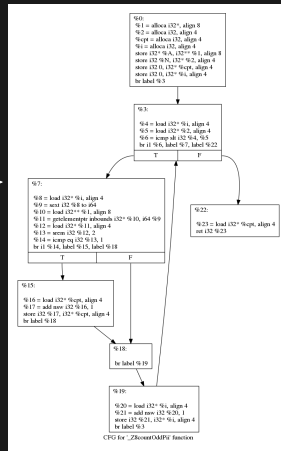 %0:
%1 = alloca i32*, align 8
%2 = alloca i32, align 4
%cpt = alloca i32, align 4
%i = alloca i32, align 4
store i32* %A, i32** %1, align 8
store i32 %N, i32* %2, align 4
store i32 0, i32* %cpt, align 4
store i32 0, i32* %i, align 4
br label %3
%3:
%4 = load i32* %i, align 4
%5 = load i32* %2, align 4
%6 = icmp slt i32 %4, %5
br i1 %6, label %7, label %22
T F
%7:
%8 = load i32* %i, align 4
%9 = sext i32 %8 to i64
%10 = load i32** %1, align 8
%11 = getelementptr inbounds i32* %10, i64 %9
%12 = load i32* %11, align 4
%13 = srem i32 %12, 2
%14 = icmp eq i32 %13, 1
br i1 %14, label %15, label %18
T F
%22:
%23 = load i32* %cpt, align 4
ret i32 %23
%15:
%16 = load i32* %cpt, align 4
%17 = add nsw i32 %16, 1
store i32 %17, i32* %cpt, align 4
br label %18
%18:
br label %19
%19:
%20 = load i32* %i, align 4
%21 = add nsw i32 %20, 1
store i32 %21, i32* %i, align 4
br label %3
CFG for '_Z8countOddPii' function